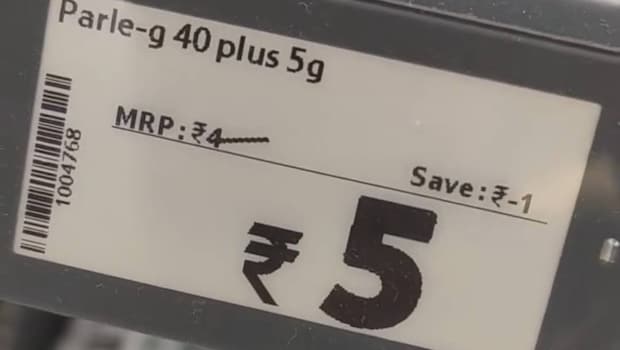 Parle-g 40 plus 5g
MRP:₹4
Save:₹-1
₹5
1004768